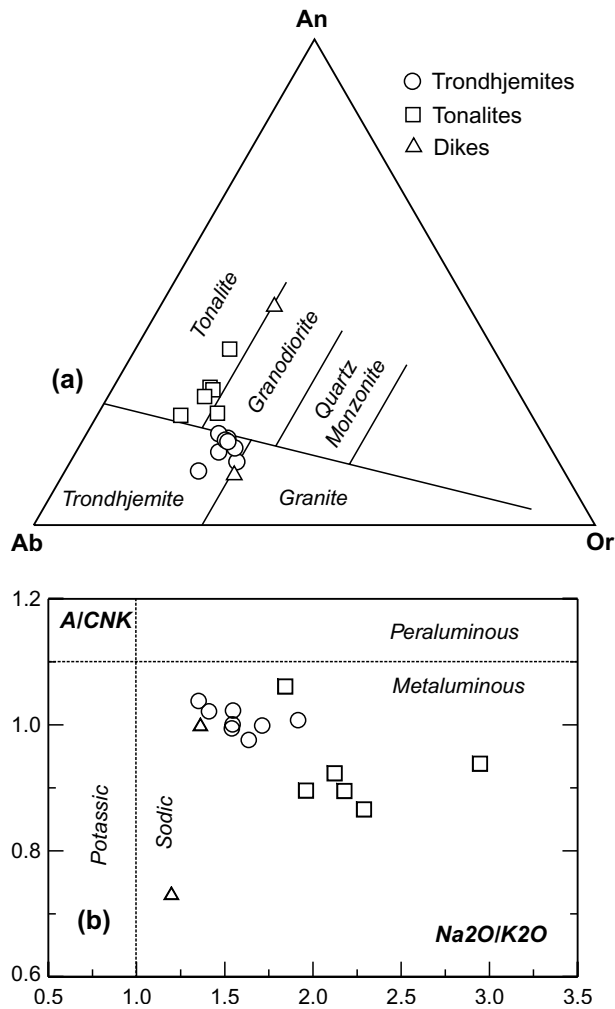 An
Trondhjemites
Tonalites
Dikes
Tonalite
Granodiorite
Quartz
Monzonite
(a)
Trondhjemite
Granite
Ab
Or
1.2
A/CNK
Peraluminous
Metaluminous
1.0
0.8
Potassic
Sodic
(b)
Na2O/K2O
0.6
0.5
1.0
1.5
2.0
2.5
3.0
3.5